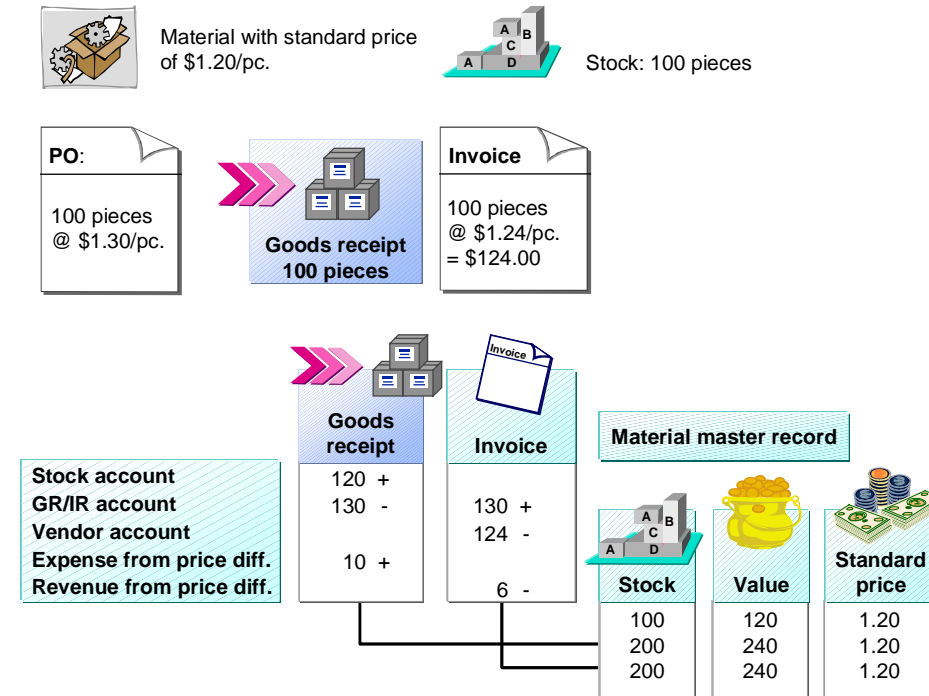 Material with standard price
of $1.20/pc.
A
B
C
A
D
Stock: 100 pieces
PO:
100 pieces
@ $1.30/pc.
Goods receipt
100 pieces
Invoice
100 pieces
@ $1.24/pc.
= $124.00
Goods
receipt
Invoice
Invoice
Material master record
Stock account
GR/IR account
Vendor account
Expense from price diff.
Revenue from price diff.
120 +
130 -
10 +
130 +
124 -
6 -
A
B
C
A
D
Stock
Value
Standard
price
100 120 1.20
200 240 1.20
200 240 1.20